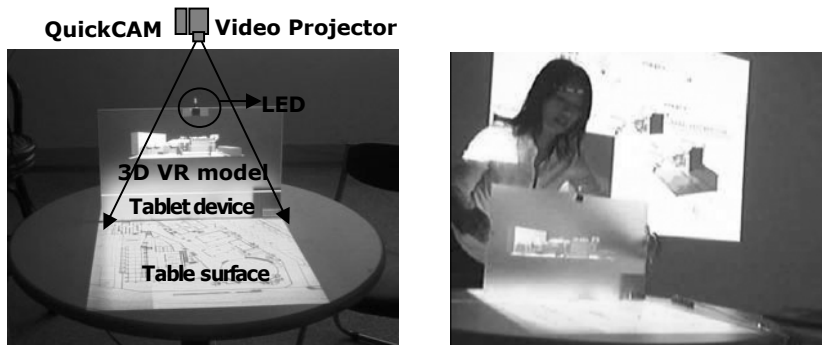 QuickCAM Video Projector
LED
3D VR model
Tablet device
Table surface